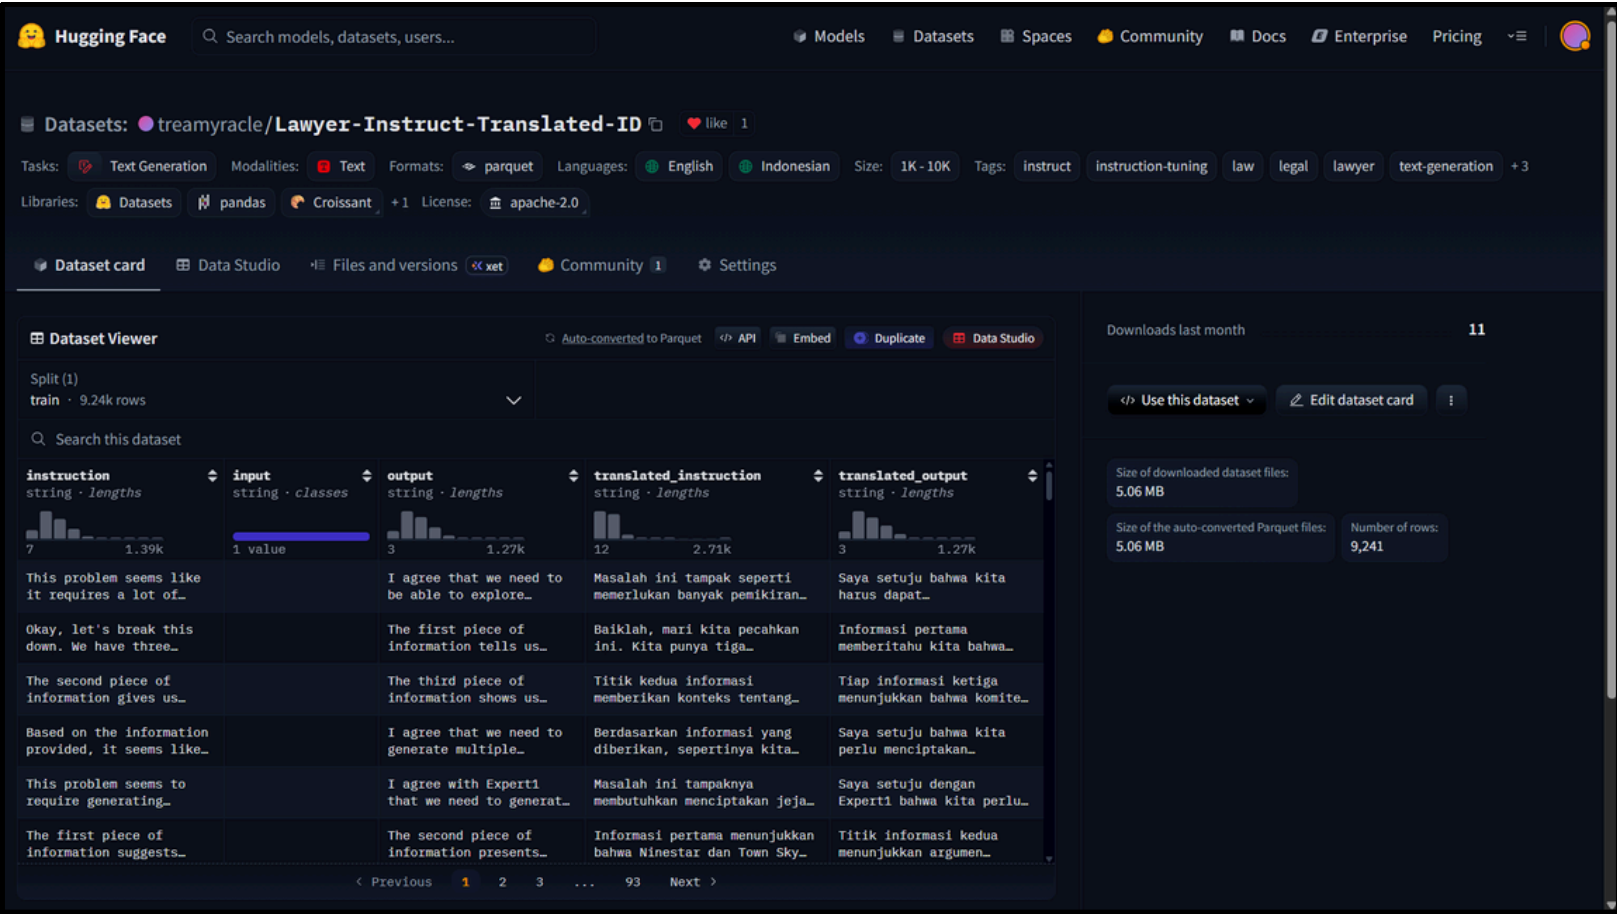 Hugging Face
Search models, datasets, users...
Models
Datasets
Spaces
Community
Docs
Enterprise
Pricing
Datasets: treamyracle/Lawyer-Instruct-Translated-ID
like 1
Tasks: Text Generation Modalities: Text Formats: parquet Languages: English Indonesian Size: 1K - 10K Tags: instruct instruction-tuning law legal lawyer text-generation + 3
Libraries: Datasets pandas Croissant + 1 License: apache-2.0
Dataset card
Data Studio
Files and versions xet
Community 1
Settings
Dataset Viewer
Auto-converted to Parquet
</> API
Embed
Duplicate
Data Studio
Split (1)
train · 9.24k rows
Search this dataset
instruction
string · lengths
7 1.39k
input
string · classes
1 value
output
string · lengths
3 1.27k
translated_instruction
string · lengths
12 2.71k
translated_output
string · lengths
3 1.27k
This problem seems like
it requires a lot of…
I agree that we need to
be able to explore…
Masalah ini tampak seperti
memerlukan banyak pemikiran…
Saya setuju bahwa kita
harus dapat…
Okay, let's break this
down. We have three…
The first piece of
information tells us…
Baiklah, mari kita pecahkan
ini. Kita punya tiga…
Informasi pertama
memberitahu kita bahwa…
The second piece of
information gives us…
The third piece of
information shows us…
Titik kedua informasi
memberikan konteks tentang…
Tiap informasi ketiga
menunjukkan bahwa komite…
Based on the information
provided, it seems like…
I agree that we need to
generate multiple…
Berdasarkan informasi yang
diberikan, sepertinya kita…
Saya setuju bahwa kita
perlu menciptakan…
This problem seems to
require generating…
I agree with Expert1
that we need to generat…
Masalah ini tampaknya
membutuhkan menciptakan jeja…
Saya setuju dengan
Expert1 bahwa kita perlu…
The first piece of
information suggests…
The second piece of
information presents…
Informasi pertama menunjukkan
bahwa Ninestar dan Town Sky…
Titik informasi kedua
menunjukkan argumen…
< Previous 1 2 3 ... 93 Next >
Downloads last month
11
</> Use this dataset
Edit dataset card
Size of downloaded dataset files:
5.06 MB
Size of the auto-converted Parquet files:
5.06 MB
Number of rows:
9,241